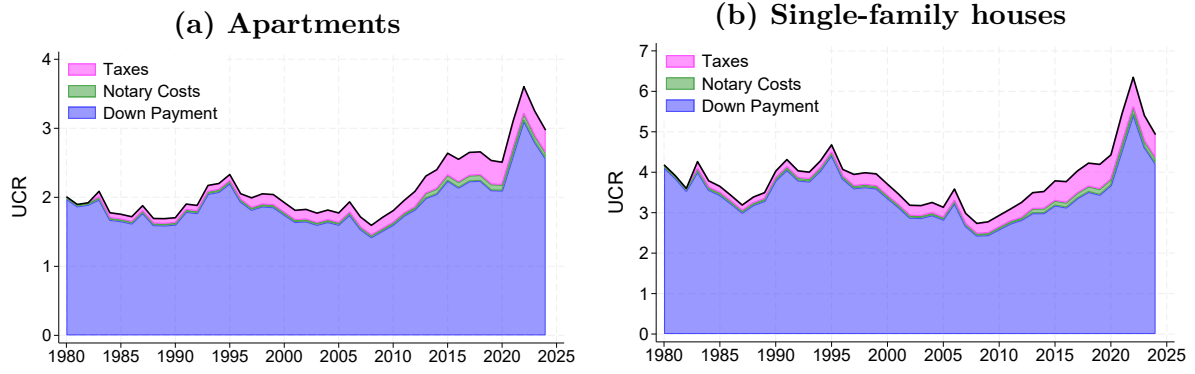 (a) Apartments
4
3
2
1
0
UCR
Taxes
Notary Costs
Down Payment
1980 1985 1990 1995 2000 2005 2010 2015 2020 2025
(b) Single-family houses
7
6
5
4
3
2
1
0
UCR
Taxes
Notary Costs
Down Payment
1980 1985 1990 1995 2000 2005 2010 2015 2020 2025